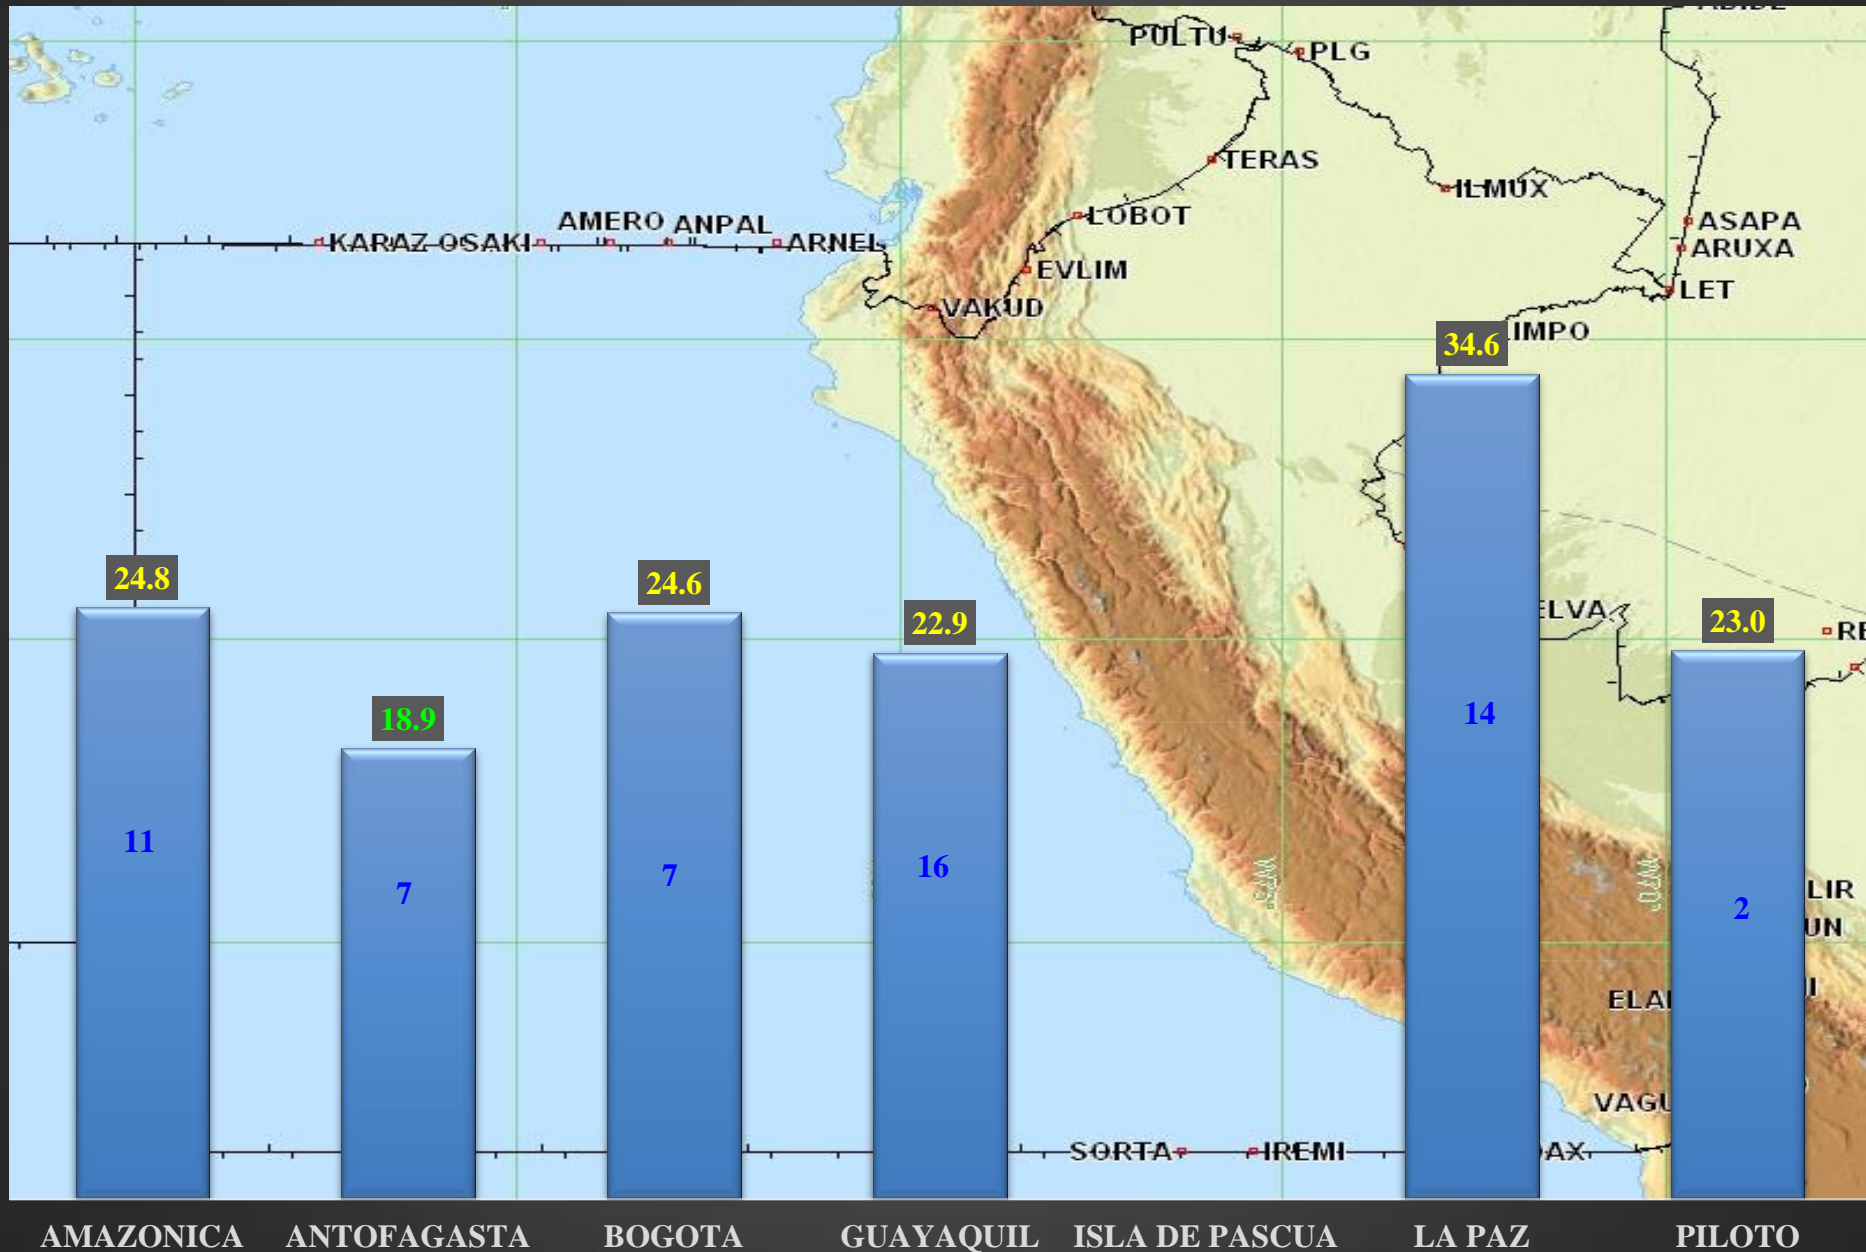 PULTU
PLG
TERAS
ILMUX
LOBOT
ASAPA
ARUXA
AMERO ANPAL
KARAZ OSAKI
ARNEL
EVLIM
LET
VAKUD
IMPO
34.6
24.8
24.6
22.9
ELVA
23.0
RE
18.9
14
11
7
7
16
2
LIR
UN
ELA
VAGU
SORTA
IREMI
AX
AMAZONICA
ANTOFAGASTA
BOGOTA
GUAYAQUIL
ISLA DE PASCUA
LA PAZ
PILOTO